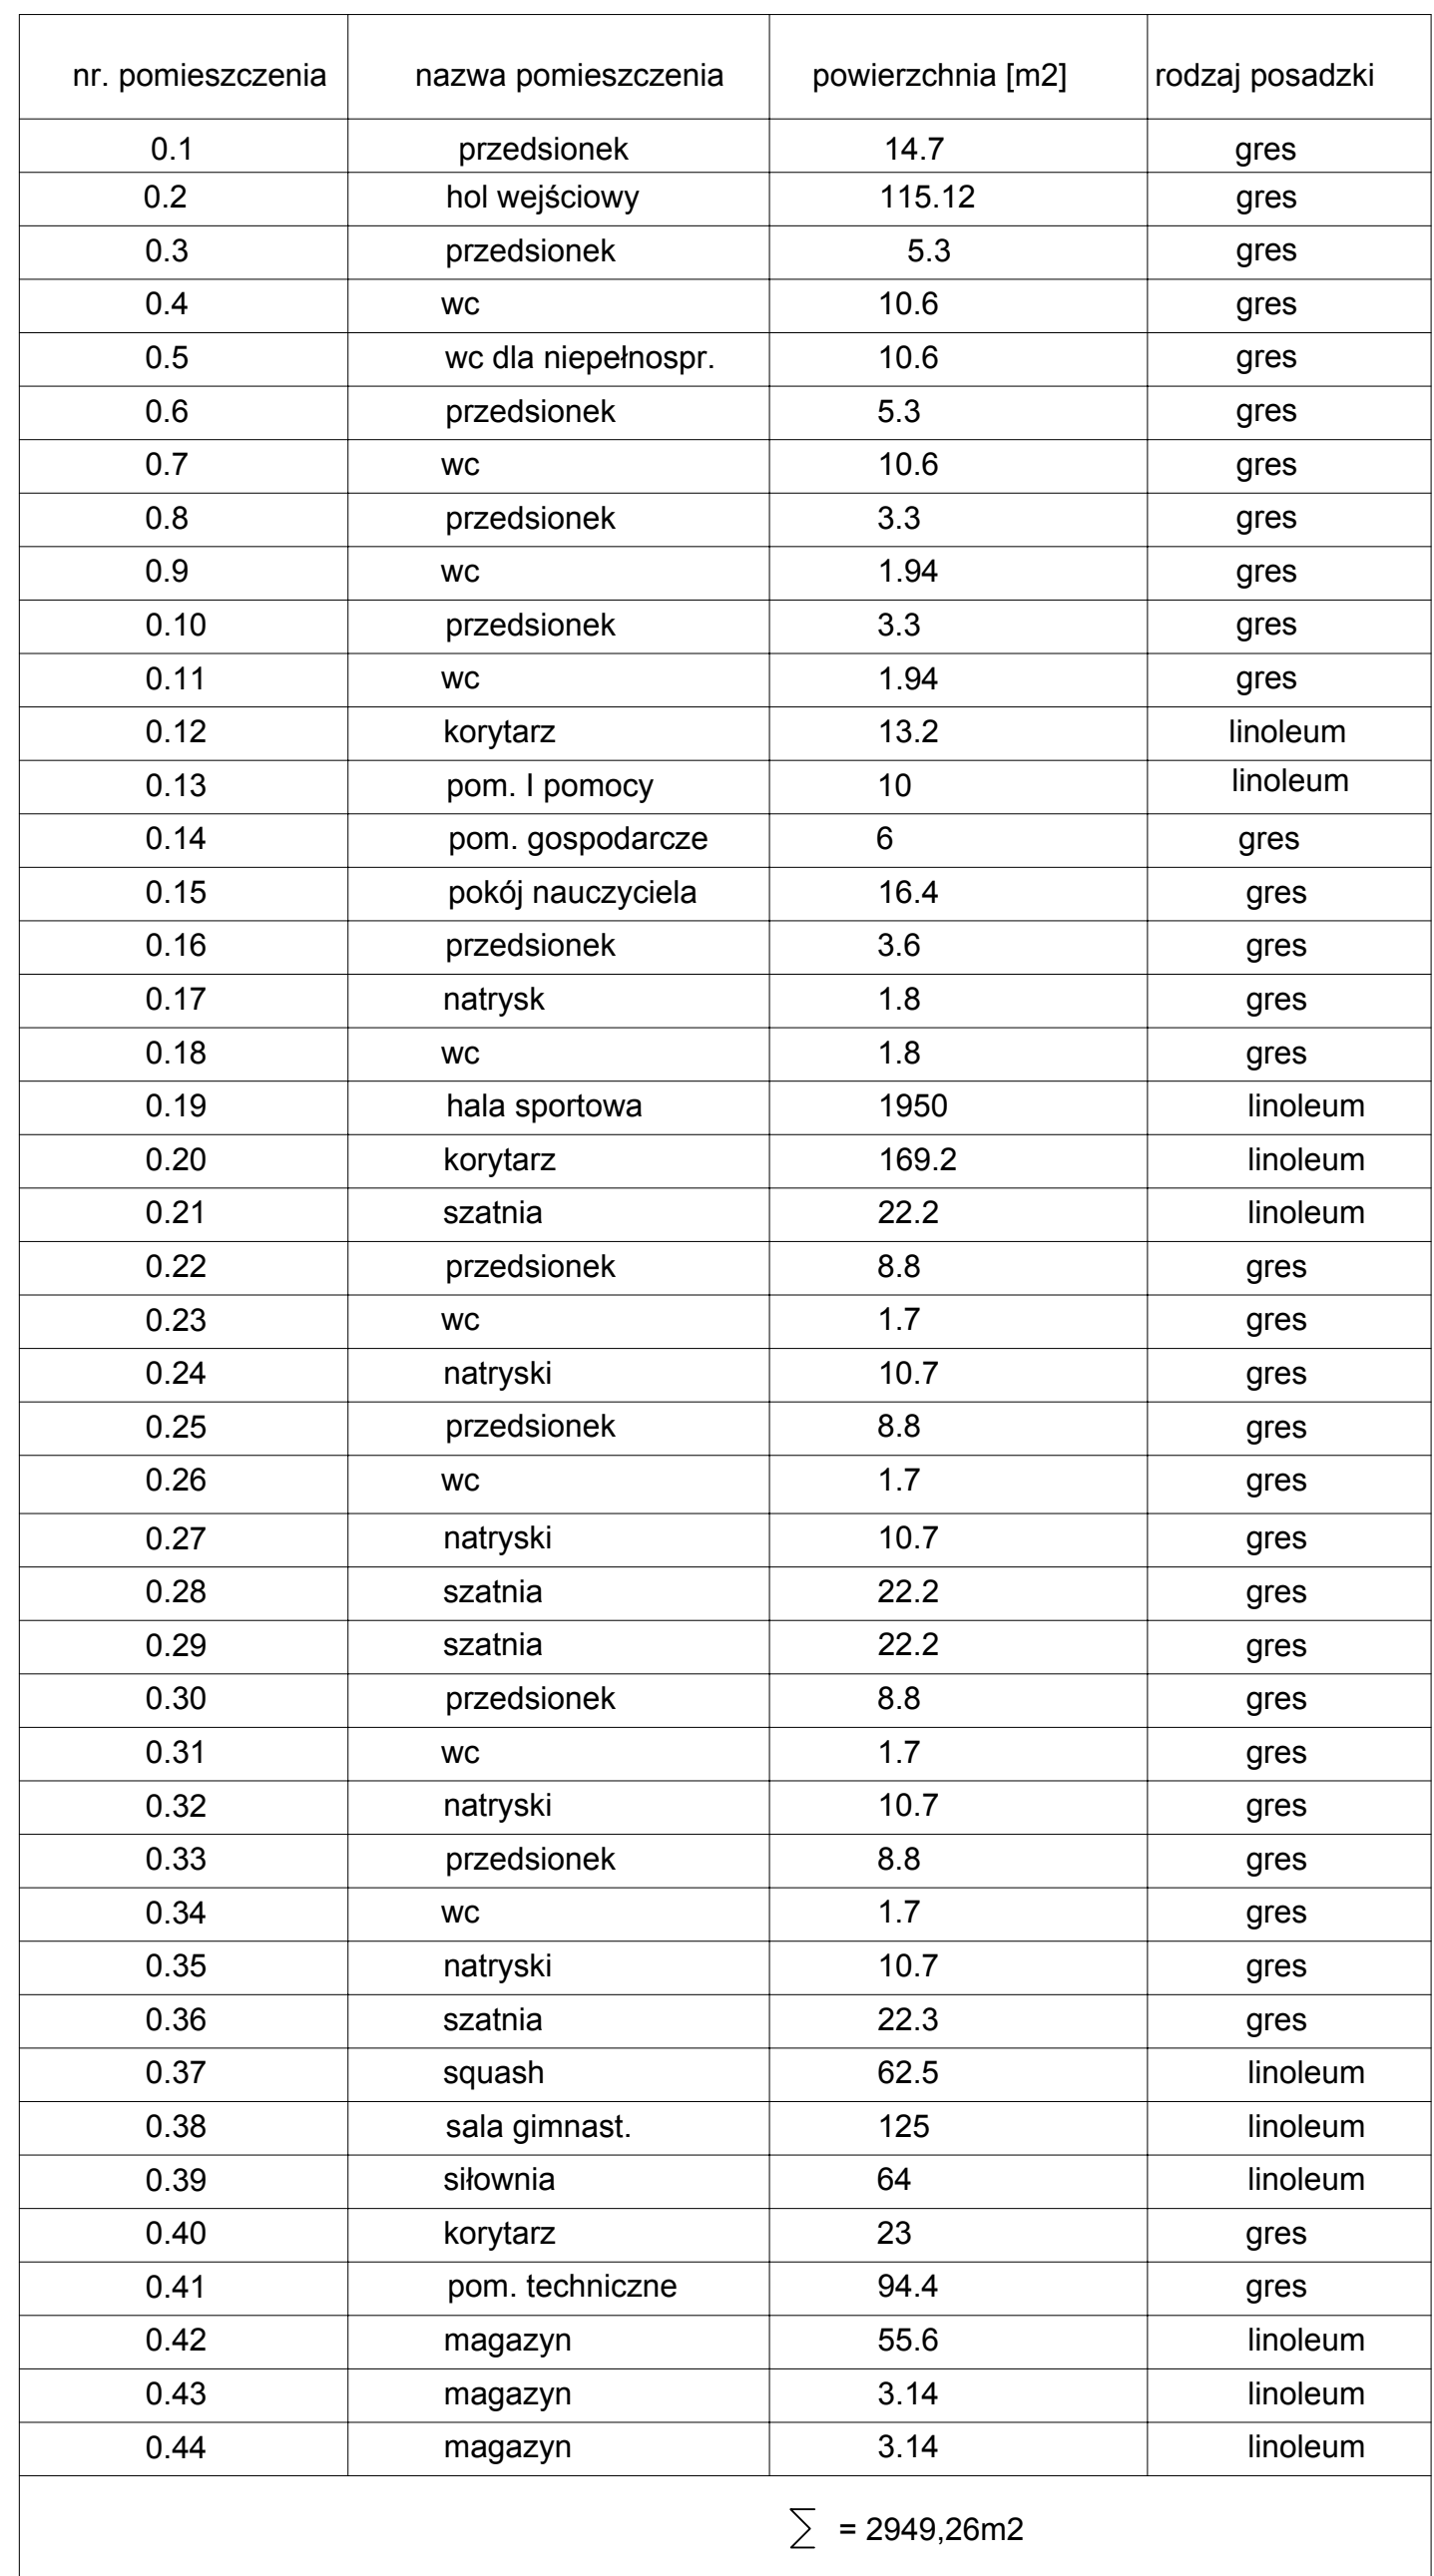 nr. pomieszczenia nazwa pomieszczenia powierzchnia [m2] rodzaj posadzki
0.1 przedsionek 14.7 gres
0.2 hol wejściowy 115.12 gres
0.3 przedsionek 5.3 gres
0.4 wc 10.6 gres
0.5 wc dla niepełnospr. 10.6 gres
0.6 przedsionek 5.3 gres
0.7 wc 10.6 gres
0.8 przedsionek 3.3 gres
0.9 wc 1.94 gres
0.10 przedsionek 3.3 gres
0.11 wc 1.94 gres
0.12 korytarz 13.2 linoleum
0.13 pom. I pomocy 10 linoleum
0.14 pom. gospodarcze 6 gres
0.15 pokój nauczyciela 16.4 gres
0.16 przedsionek 3.6 gres
0.17 natrysk 1.8 gres
0.18 wc 1.8 gres
0.19 hala sportowa 1950 linoleum
0.20 korytarz 169.2 linoleum
0.21 szatnia 22.2 linoleum
0.22 przedsionek 8.8 gres
0.23 wc 1.7 gres
0.24 natryski 10.7 gres
0.25 przedsionek 8.8 gres
0.26 wc 1.7 gres
0.27 natryski 10.7 gres
0.28 szatnia 22.2 gres
0.29 szatnia 22.2 gres
0.30 przedsionek 8.8 gres
0.31 wc 1.7 gres
0.32 natryski 10.7 gres
0.33 przedsionek 8.8 gres
0.34 wc 1.7 gres
0.35 natryski 10.7 gres
0.36 szatnia 22.3 gres
0.37 squash 62.5 linoleum
0.38 sala gimnast. 125 linoleum
0.39 siłownia 64 linoleum
0.40 korytarz 23 gres
0.41 pom. techniczne 94.4 gres
0.42 magazyn 55.6 linoleum
0.43 magazyn 3.14 linoleum
0.44 magazyn 3.14 linoleum
∑ = 2949,26m2